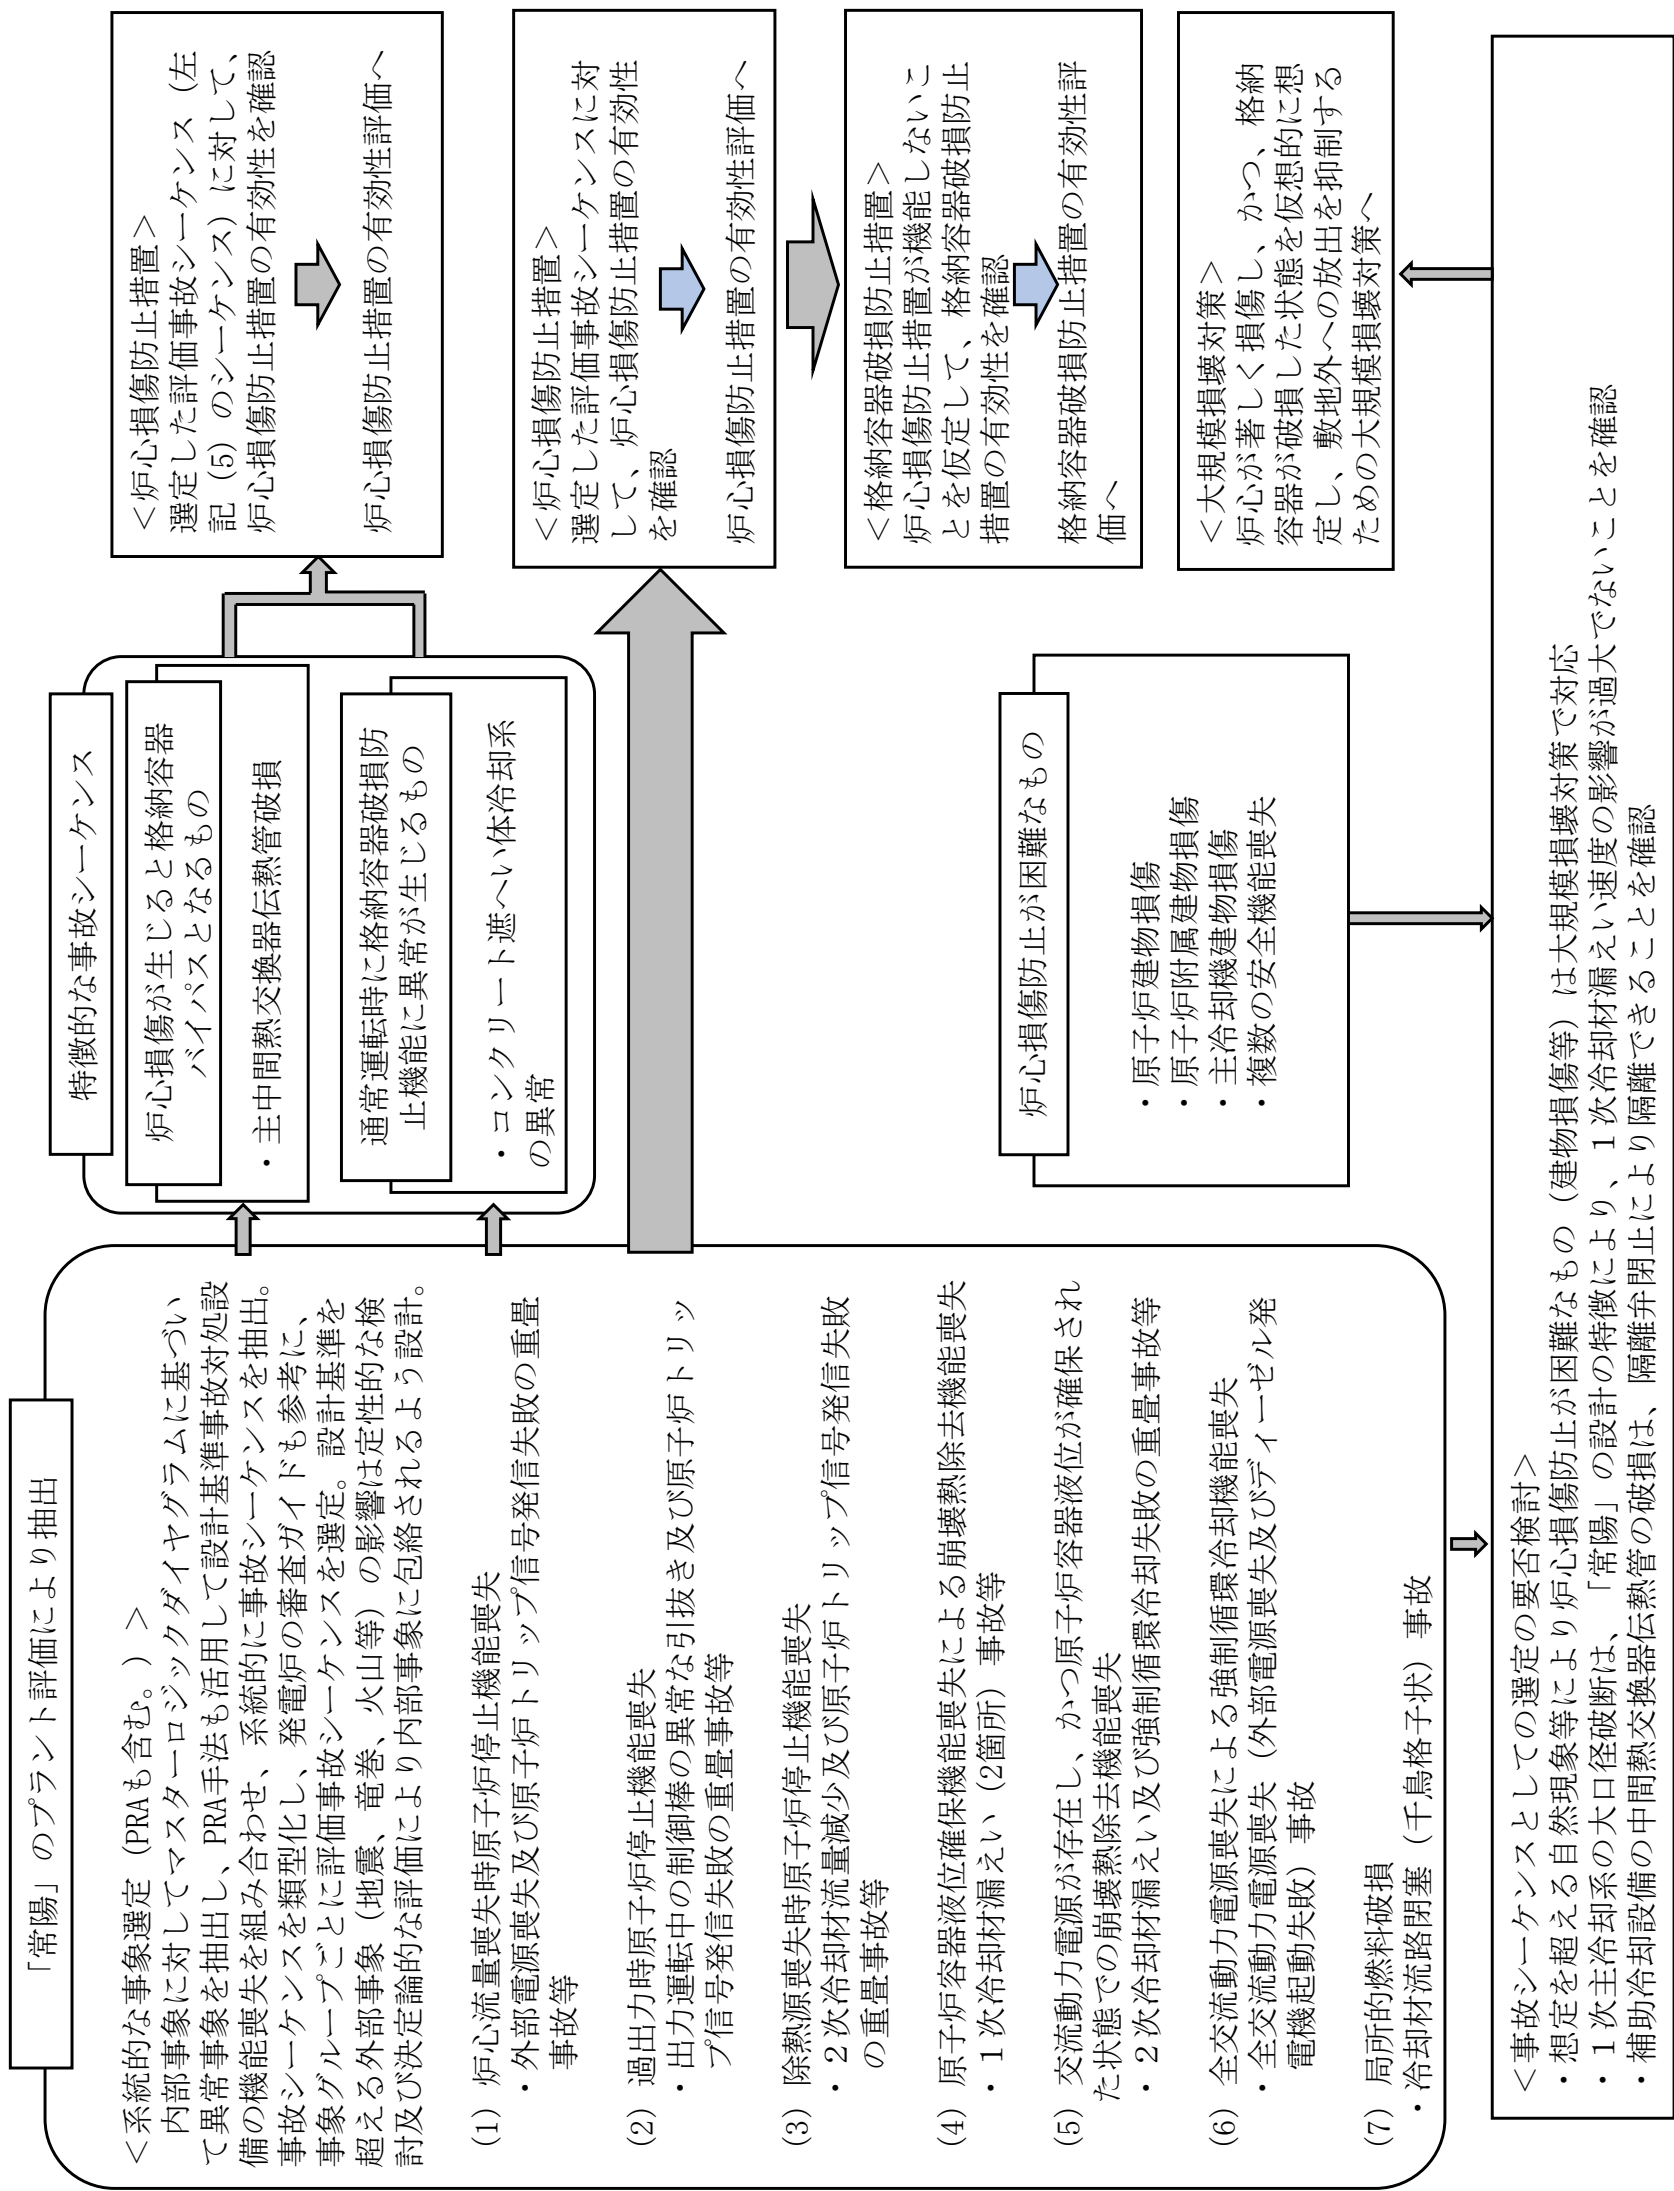 「常陽」のプラント評価により抽出
＜系統的な事象選定（PRAも含む。）＞
内部事象に対してマスターロジックダイヤグラムに基づい
て異常事象を抽出し、PRA手法も活用して設計基準事故対処設
備の機能喪失を組み合わせ、系統的に事故シーケンスを抽出。
事故シーケンスを類型化し、発電炉の審査ガイドも参考に、
事象グループごとに評価事故シーケンスを選定。設計基準を
超える外部事象（地震、竜巻、火山等）の影響は定性的な検
討及び決定論的な評価により内部事象に包絡されるよう設計。
(1) 炉心流量喪失時原子炉停止機能喪失
・外部電源喪失及び原子炉トリップ信号発信失敗の重畳
事故等
(2) 過出力時原子炉停止機能喪失
・出力運転中の制御棒の異常な引抜き及び原子炉トリッ
プ信号発信失敗の重畳事故等
(3) 除熱源喪失時原子炉停止機能喪失
・２次冷却材流量減少及び原子炉トリップ信号発信失敗
の重畳事故等
(4) 原子炉容器液位確保機能喪失による崩壊熱除去機能喪失
・１次冷却材漏えい（2箇所）事故等
(5) 交流動力電源が存在し、かつ原子炉容器液位が確保され
た状態での崩壊熱除去機能喪失
・２次冷却材漏えい及び強制循環冷却失敗の重畳事故等
(6) 全交流動力電源喪失による強制循環冷却機能喪失
・全交流動力電源喪失（外部電源喪失及びディーゼル発
電機起動失敗）事故
(7) 局所的燃料破損
・冷却材流路閉塞（千鳥格子状）事故
特徴的な事故シーケンス
炉心損傷が生じると格納容器
バイパスとなるもの
・主中間熱交換器伝熱管破損
通常運転時に格納容器破損防
止機能に異常が生じるもの
・コンクリート遮へい体冷却系
の異常
炉心損傷防止が困難なもの
・原子炉建物損傷
・原子炉附属建物損傷
・主冷却機建物損傷
・複数の安全機能喪失
＜炉心損傷防止措置＞
選定した評価事故シーケンス（左
記（5）のシーケンス）に対して、
炉心損傷防止措置の有効性を確認
炉心損傷防止措置の有効性評価へ
＜炉心損傷防止措置＞
選定した評価事故シーケンスに対
して、炉心損傷防止措置の有効性
を確認
炉心損傷防止措置の有効性評価へ
＜格納容器破損防止措置＞
炉心損傷防止措置が機能しないこ
とを仮定して、格納容器破損防止
措置の有効性を確認
格納容器破損防止措置の有効性評
価へ
＜大規模損壊対策＞
炉心が著しく損傷し、かつ、格納
容器が破損した状態を仮想的に想
定し、敷地外への放出を抑制する
ための大規模損壊対策へ
＜事故シーケンスとしての選定の要否検討＞
・想定を超える自然現象等により炉心損傷防止が困難なもの（建物損傷等）は大規模損壊対策で対応
・１次主冷却系の大口径破断は、「常陽」の設計の特徴により、１次冷却材漏えい速度の影響が過大でないことを確認
・補助冷却設備の中間熱交換器伝熱管の破損は、隔離弁閉止により隔離できることを確認